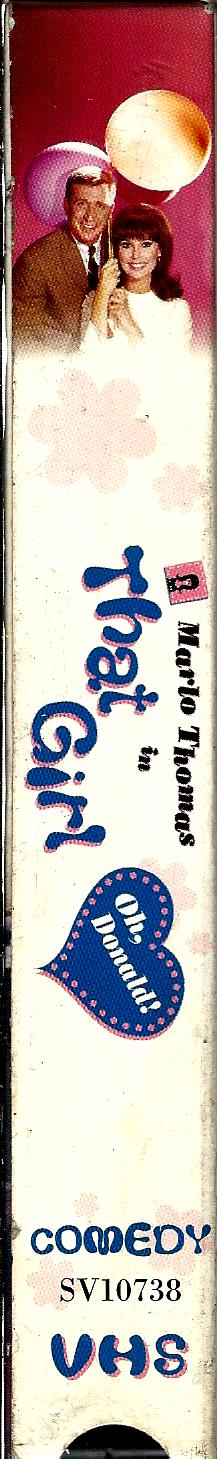 Marlo Thomas
in
That
Girl
Oh,
Donald!
COMEDY
SV10738
VHS